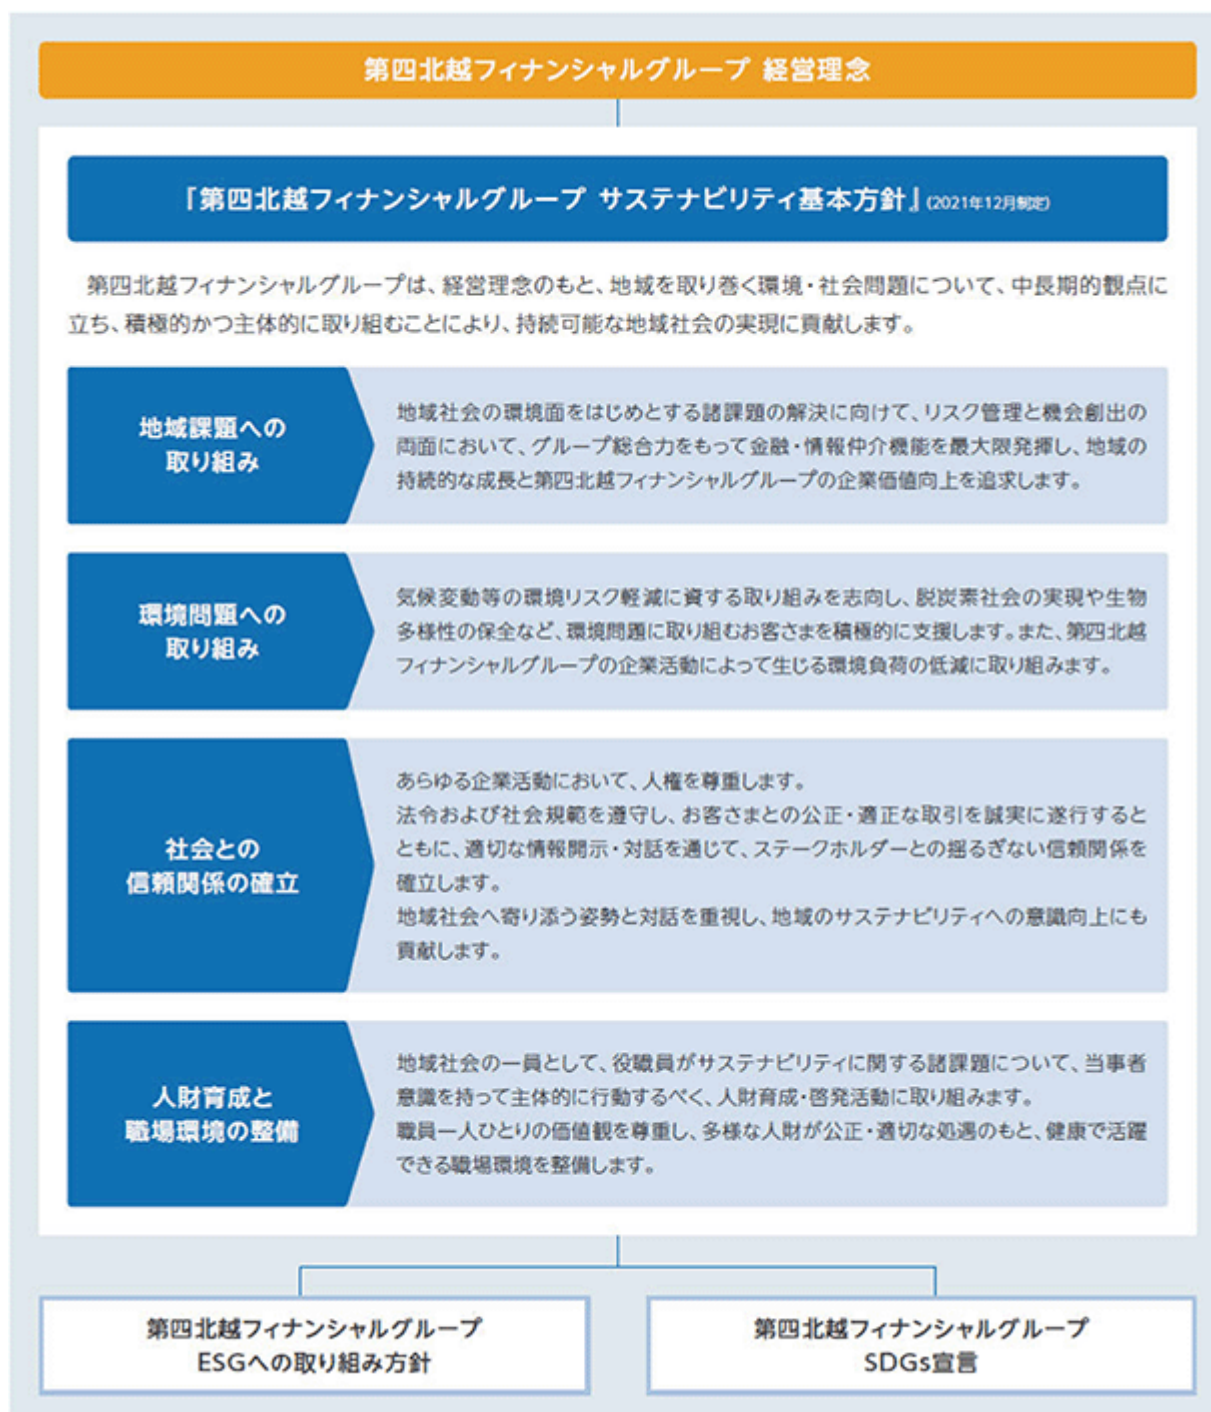 第四北越フィナンシャルグループ 経営理念
『第四北越フィナンシャルグループ サステナビリティ基本方針』(2021年12月制定)
第四北越フィナンシャルグループは、経営理念のもと、地域を取り巻く環境・社会問題について、中長期的観点に
立ち、積極的かつ主体的に取り組むことにより、持続可能な地域社会の実現に貢献します。
地域課題への
取り組み
地域社会の環境面をはじめとする諸課題の解決に向けて、リスク管理と機会創出の
両面において、グループ総合力をもって金融・情報仲介機能を最大限発揮し、地域の
持続的な成長と第四北越フィナンシャルグループの企業価値向上を追求します。
環境問題への
取り組み
気候変動等の環境リスク軽減に資する取り組みを志向し、脱炭素社会の実現や生物
多様性の保全など、環境問題に取り組むお客さまを積極的に支援します。また、第四北越
フィナンシャルグループの企業活動によって生じる環境負荷の低減に取り組みます。
社会との
信頼関係の確立
あらゆる企業活動において、人権を尊重します。
法令および社会規範を遵守し、お客さまとの公正・適正な取引を誠実に遂行すると
ともに、適切な情報開示・対話を通じて、ステークホルダーとの揺るぎない信頼関係を
確立します。
地域社会へ寄り添う姿勢と対話を重視し、地域のサステナビリティへの意識向上にも
貢献します。
人財育成と
職場環境の整備
地域社会の一員として、役職員がサステナビリティに関する諸課題について、当事者
意識を持って主体的に行動するべく、人財育成・啓発活動に取り組みます。
職員一人ひとりの価値観を尊重し、多様な人財が公正・適切な処遇のもと、健康で活躍
できる職場環境を整備します。
第四北越フィナンシャルグループ
ESGへの取り組み方針
第四北越フィナンシャルグループ
SDGs宣言